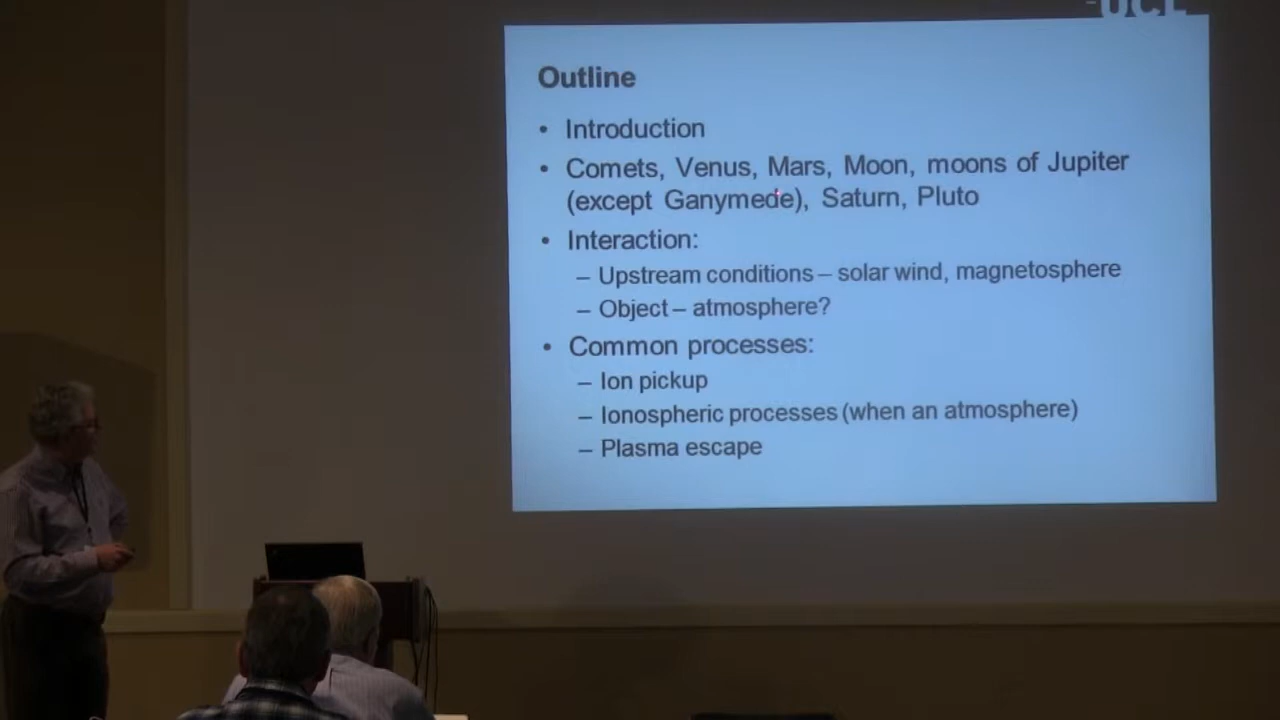 UCL
Outline
• Introduction
• Comets, Venus, Mars, Moon, moons of Jupiter
(except Ganymede), Saturn, Pluto
• Interaction:
– Upstream conditions – solar wind, magnetosphere
– Object – atmosphere?
• Common processes:
– Ion pickup
– Ionospheric processes (when an atmosphere)
– Plasma escape